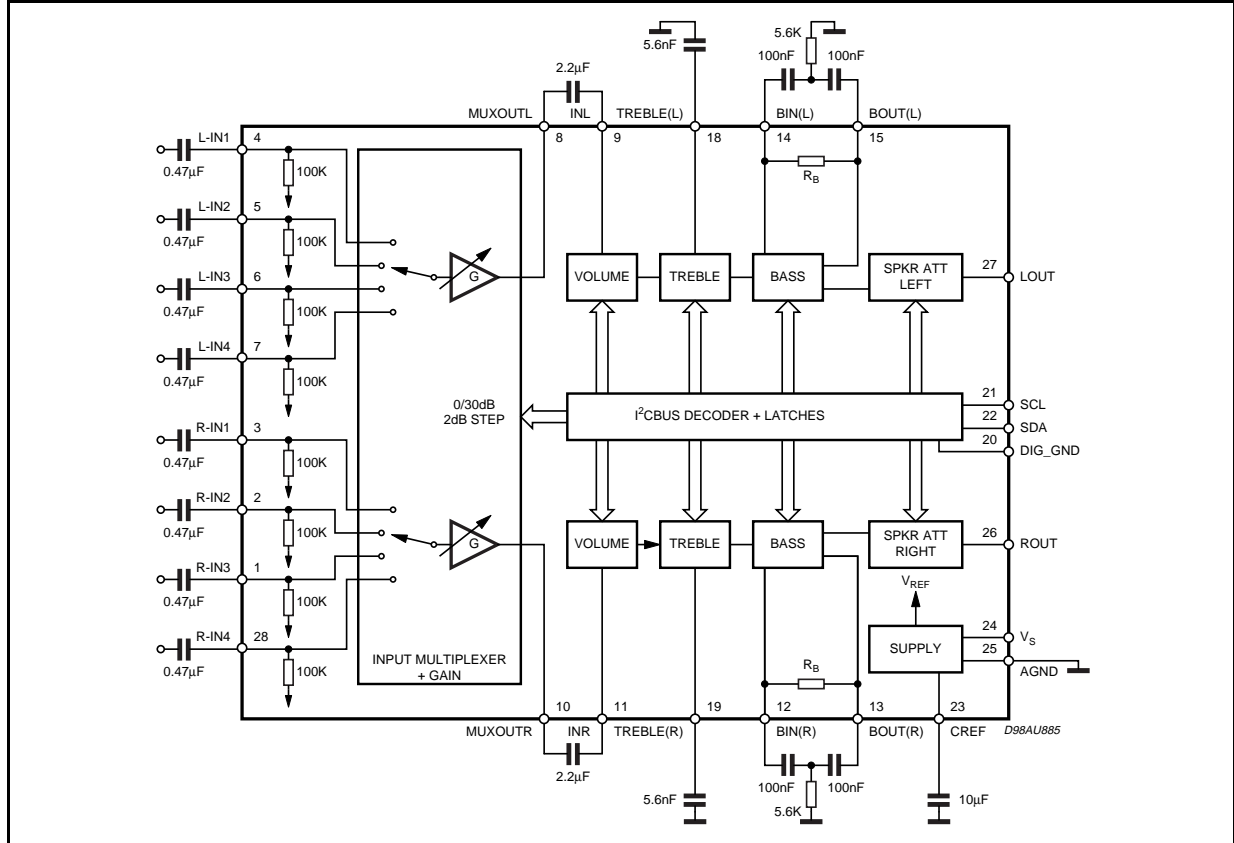 5.6nF
5.6K
100nF 100nF
2.2μF
MUXOUTL INL TREBLE(L) BIN(L) BOUT(L)
8 9 18 14 15
L-IN1 4
0.47μF
100K
L-IN2 5
0.47μF
100K
L-IN3 6
0.47μF
100K
L-IN4 7
0.47μF
100K
G
RB
VOLUME TREBLE BASS SPKR ATT LEFT 27 LOUT
0/30dB
2dB STEP
I2CBUS DECODER + LATCHES
21 SCL
22 SDA
20 DIG_GND
R-IN1 3
0.47μF
100K
R-IN2 2
0.47μF
100K
R-IN3 1
0.47μF
100K
R-IN4 28
0.47μF
100K
G
VOLUME TREBLE BASS SPKR ATT RIGHT 26 ROUT
VREF
SUPPLY
24 VS
25 AGND
INPUT MULTIPLEXER
+ GAIN
RB
10 11 19 12 13 23
MUXOUTR INR TREBLE(R) BIN(R) BOUT(R) CREF D98AU885
2.2μF
5.6nF
100nF 100nF
5.6K
10μF